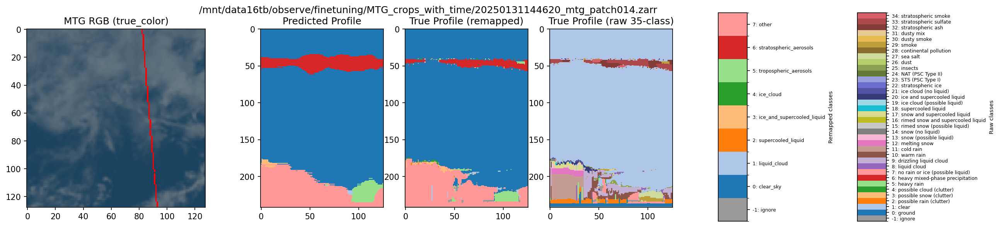 /mnt/data16tb/observe/finetuning/MTG_crops_with_time/20250131144620_mtg_patch014.zarr
MTG RGB (true_color)
0
20
40
60
80
100
120
0 20 40 60 80 100 120
Predicted Profile
0
50
100
150
200
0 50 100
True Profile (remapped)
0
50
100
150
200
0 50 100
True Profile (raw 35-class)
0
50
100
150
200
0 50 100
7: other
6: stratospheric_aerosols
5: tropospheric_aerosols
4: ice_cloud
3: ice_and_supercooled_liquid
2: supercooled_liquid
1: liquid_cloud
0: clear_sky
-1: ignore
Remapped classes
34: stratospheric smoke
33: stratospheric sulfate
32: stratospheric ash
31: dusty mix
30: dusty smoke
29: smoke
28: continental pollution
27: sea salt
26: dust
25: insects
24: NAT (PSC Type II)
23: STS (PSC Type I)
22: stratospheric ice
21: ice cloud (no liquid)
20: ice and supercooled liquid
19: ice cloud (possible liquid)
18: supercooled liquid
17: snow and supercooled liquid
16: rimed snow and supercooled liquid
15: rimed snow (possible liquid)
14: snow (no liquid)
13: snow (possible liquid)
12: melting snow
11: cold rain
10: warm rain
9: drizzling liquid cloud
8: liquid cloud
7: no rain or ice (possible liquid)
6: heavy mixed-phase precipitation
5: heavy rain
4: possible cloud (clutter)
3: possible snow (clutter)
2: possible rain (clutter)
1: clear
0: ground
-1: ignore
Raw classes